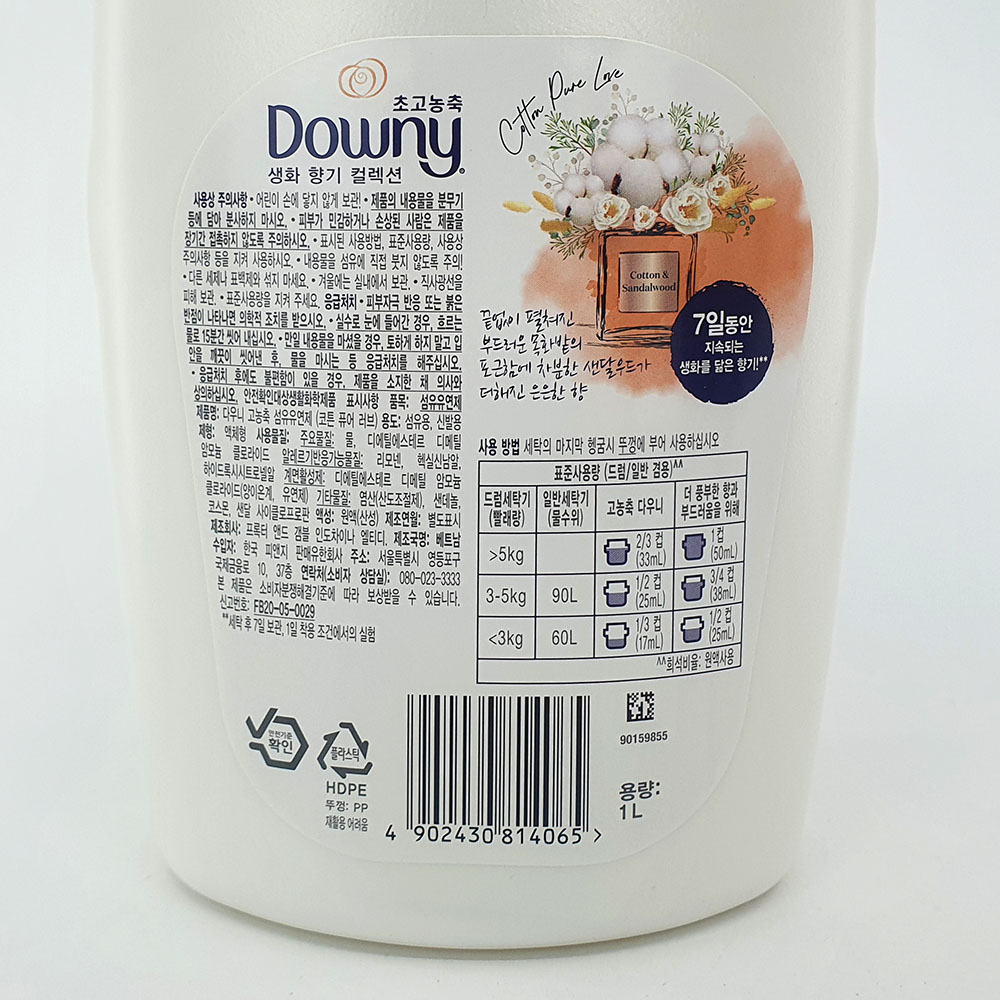 초고농축
Downy
생화 향기 컬렉션
사용상 주의사항 • 어린이 손에 닿지 않게 보관! • 제품의 내용물을 분무기
등에 담아 분사하지 마시오. • 피부가 민감하거나 손상된 사람은 제품을
장기간 접촉하지 않도록 주의하시오. • 표시된 사용방법, 표준사용량, 사용상
주의사항 등을 지켜 사용하시오. • 내용물을 섬유에 직접 붓지 않도록 주의!
• 다른 세제나 표백제와 섞지 마세요. • 겨울에는 실내에서 보관. • 직사광선을
피해 보관. • 표준사용량을 지켜 주세요. 응급처치 • 피부자극 반응 또는 붉은
반점이 나타나면 의학적 조치를 받으시오. • 실수로 눈에 들어간 경우, 흐르는
물로 15분간 씻어 내십시오. • 만일 내용물을 마셨을 경우, 토하게 하지 말고 입
안을 깨끗이 씻어낸 후, 물을 마시는 등 응급처치를 해주십시오.
• 응급처치 후에도 불편함이 있을 경우, 제품을 소지한 채 의사와
상의하십시오. 안전확인대상생활화학제품 표시사항 품목: 섬유유연제
제품명: 다우니 고농축 섬유유연제 (코튼 퓨어 러브) 용도: 섬유용, 신발용
제형: 액체형 사용물질: 주요물질: 물, 디에틸에스테르 디메틸
암모늄 클로라이드 알레르기반응가능물질: 리모넨, 헥실신남알,
하이드록시시트로넬알 계면활성제: 디에틸에스테르 디메틸 암모늄
클로라이드(양이온계, 유연제) 기타물질: 염산(산도조절제), 샌데놀,
코스몬, 샌달 사이클로프로판 액성: 원액(산성) 제조연월: 별도표시
제조회사: 프록터 앤드 갬블 인도차이나 엘티디. 제조국명: 베트남
수입자: 한국 피앤지 판매유한회사 주소: 서울특별시 영등포구
국제금융로 10, 37층 연락처(소비자 상담실): 080-023-3333
본 제품은 소비자분쟁해결기준에 따라 보상받을 수 있습니다.
신고번호: FB20-05-0029
**세탁 후 7일 보관, 1일 착용 조건에서의 실험
Cotton Pure Love
Cotton &
Sandalwood
끝없이 펼쳐진
부드러운 목화밭의
포근함에 차분한 샌달우드가
더해진 은은한 향
7일동안
지속되는
생화를 닮은 향기!**
사용 방법 세탁의 마지막 헹굼시 뚜껑에 부어 사용하십시오
표준사용량 (드럼/일반 겸용)^^
드럼세탁기 (빨래량) 일반세탁기 (물수위) 고농축 다우니 더 풍부한 향과 부드러움을 위해
>5kg 2/3 컵 (33mL) 1 컵 (50mL)
3-5kg 90L 1/2 컵 (25mL) 3/4 컵 (38mL)
<3kg 60L 1/3 컵 (17mL) 1/2 컵 (25mL)
^^희석비율: 원액사용
안전기준
확인
플라스틱
HDPE
뚜껑: PP
재활용 어려움
4 902430 814065 >
90159855
용량:
1L